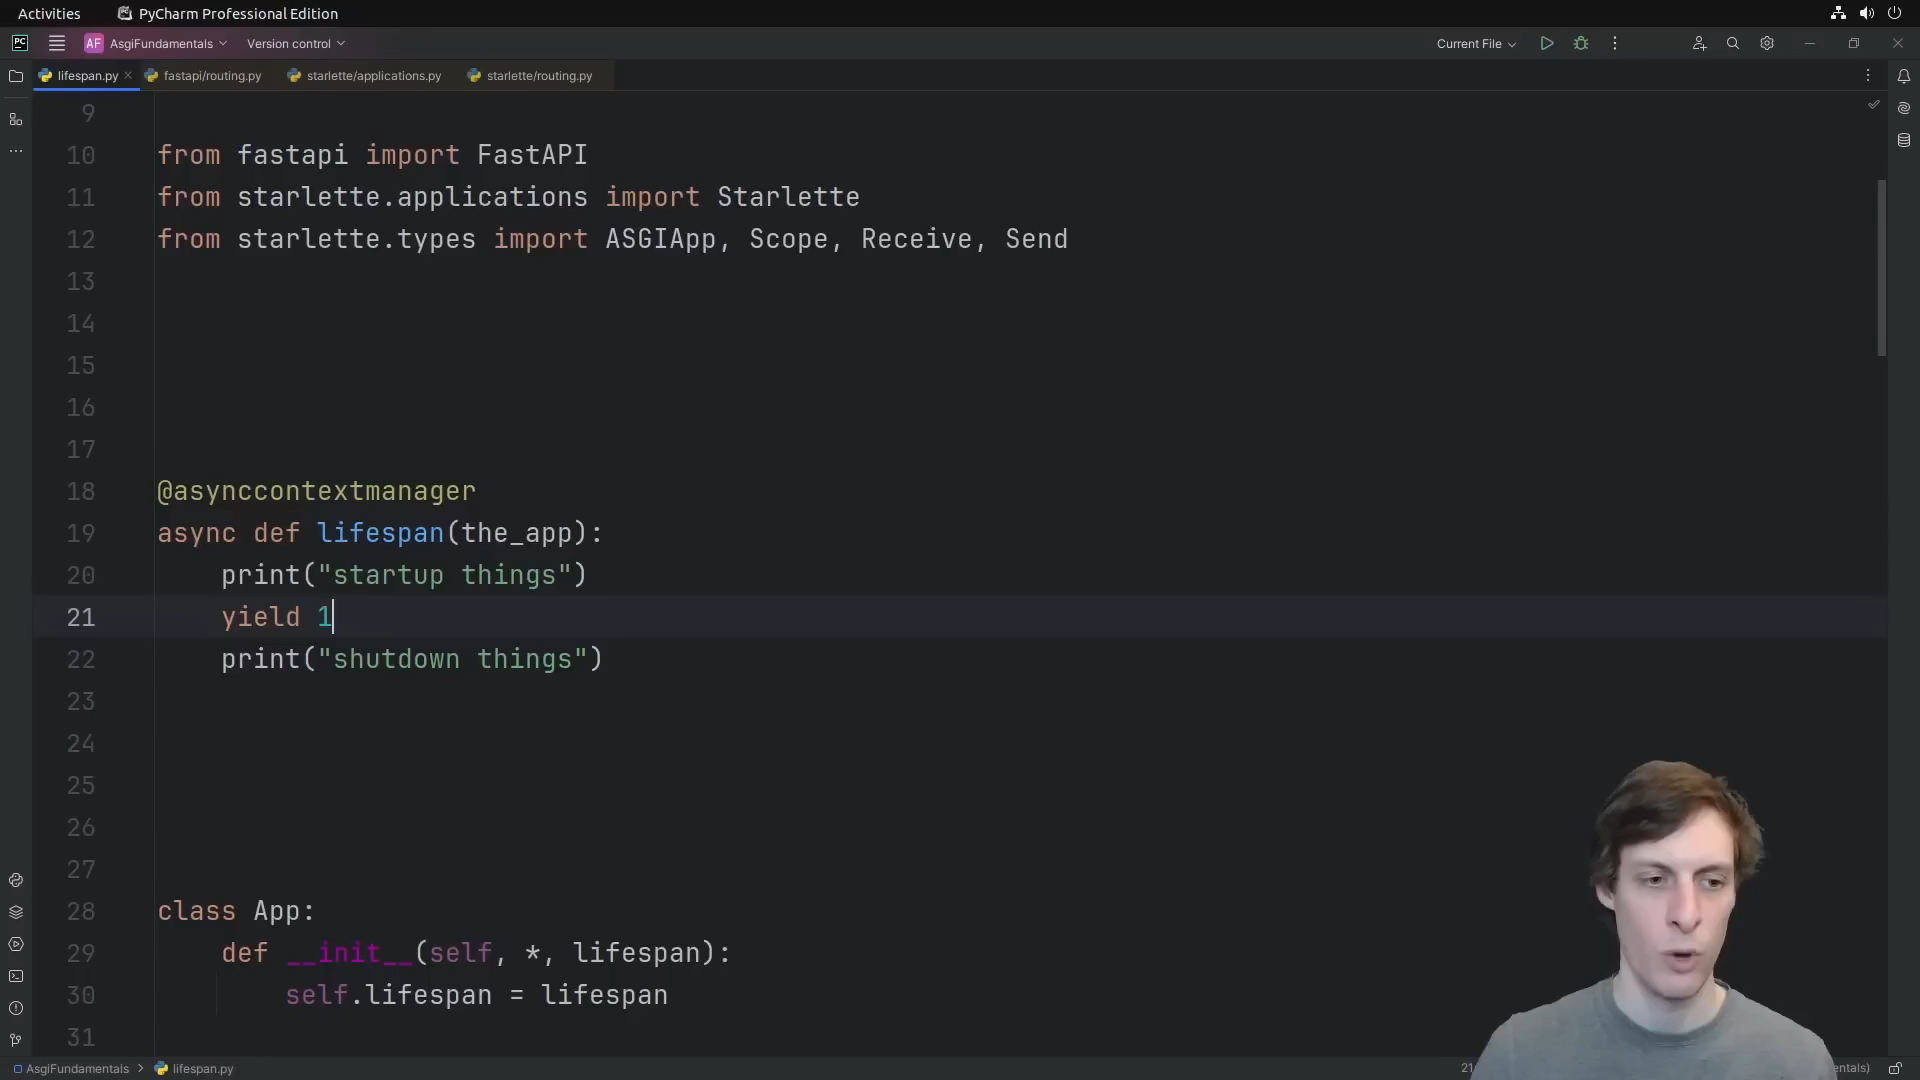 Activities PyCharm Professional Edition
PC AF AsgiFundamentals Version control Current File
lifespan.py fastapi/routing.py starlette/applications.py starlette/routing.py
9
10 from fastapi import FastAPI
11 from starlette.applications import Starlette
12 from starlette.types import ASGIApp, Scope, Receive, Send
13
14
15
16
17
18 @asynccontextmanager
19 async def lifespan(the_app):
20 print("startup things")
21 yield 1
22 print("shutdown things")
23
24
25
26
27
28 class App:
29 def __init__(self, *, lifespan):
30 self.lifespan = lifespan
31
AsgiFundamentals lifespan.py